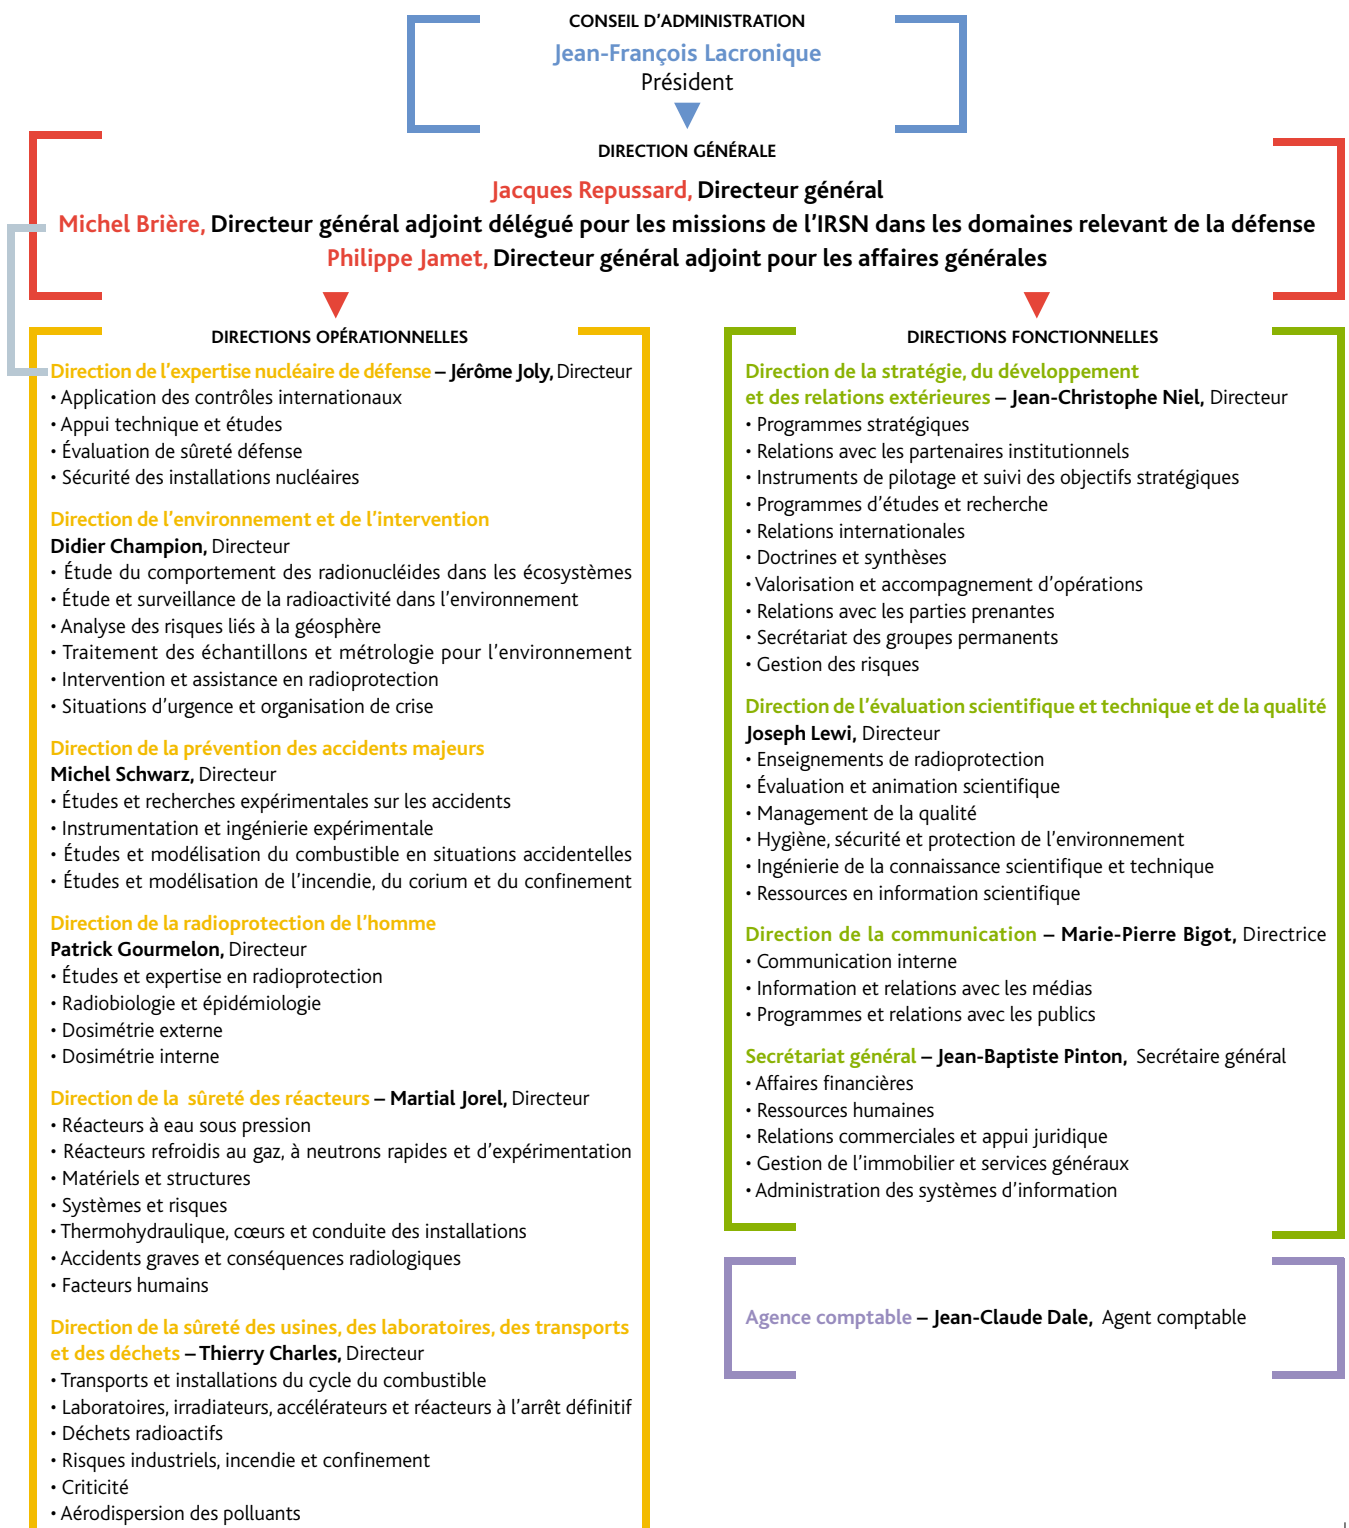 CONSEIL D'ADMINISTRATION
Jean-François Lacronique
Président
DIRECTION GÉNÉRALE
Jacques Repussard, Directeur général
Michel Brière, Directeur général adjoint délégué pour les missions de l'IRSN dans les domaines relevant de la défense
Philippe Jamet, Directeur général adjoint pour les affaires générales
DIRECTIONS OPÉRATIONNELLES
Direction de l'expertise nucléaire de défense – Jérôme Joly, Directeur
• Application des contrôles internationaux
• Appui technique et études
• Évaluation de sûreté défense
• Sécurité des installations nucléaires
Direction de l'environnement et de l'intervention
Didier Champion, Directeur
• Étude du comportement des radionucléides dans les écosystèmes
• Étude et surveillance de la radioactivité dans l'environnement
• Analyse des risques liés à la géosphère
• Traitement des échantillons et métrologie pour l'environnement
• Intervention et assistance en radioprotection
• Situations d'urgence et organisation de crise
Direction de la prévention des accidents majeurs
Michel Schwarz, Directeur
• Études et recherches expérimentales sur les accidents
• Instrumentation et ingénierie expérimentale
• Études et modélisation du combustible en situations accidentelles
• Études et modélisation de l'incendie, du corium et du confinement
Direction de la radioprotection de l'homme
Patrick Gourmelon, Directeur
• Études et expertise en radioprotection
• Radiobiologie et épidémiologie
• Dosimétrie externe
• Dosimétrie interne
Direction de la sûreté des réacteurs – Martial Jorel, Directeur
• Réacteurs à eau sous pression
• Réacteurs refroidis au gaz, à neutrons rapides et d'expérimentation
• Matériels et structures
• Systèmes et risques
• Thermohydraulique, cœurs et conduite des installations
• Accidents graves et conséquences radiologiques
• Facteurs humains
Direction de la sûreté des usines, des laboratoires, des transports
et des déchets – Thierry Charles, Directeur
• Transports et installations du cycle du combustible
• Laboratoires, irradiateurs, accélérateurs et réacteurs à l'arrêt définitif
• Déchets radioactifs
• Risques industriels, incendie et confinement
• Criticité
• Aérodispersion des polluants
DIRECTIONS FONCTIONNELLES
Direction de la stratégie, du développement
et des relations extérieures – Jean-Christophe Niel, Directeur
• Programmes stratégiques
• Relations avec les partenaires institutionnels
• Instruments de pilotage et suivi des objectifs stratégiques
• Programmes d'études et recherche
• Relations internationales
• Doctrines et synthèses
• Valorisation et accompagnement d'opérations
• Relations avec les parties prenantes
• Secrétariat des groupes permanents
• Gestion des risques
Direction de l'évaluation scientifique et technique et de la qualité
Joseph Lewi, Directeur
• Enseignements de radioprotection
• Évaluation et animation scientifique
• Management de la qualité
• Hygiène, sécurité et protection de l'environnement
• Ingénierie de la connaissance scientifique et technique
• Ressources en information scientifique
Direction de la communication – Marie-Pierre Bigot, Directrice
• Communication interne
• Information et relations avec les médias
• Programmes et relations avec les publics
Secrétariat général – Jean-Baptiste Pinton, Secrétaire général
• Affaires financières
• Ressources humaines
• Relations commerciales et appui juridique
• Gestion de l'immobilier et services généraux
• Administration des systèmes d'information
Agence comptable – Jean-Claude Dale, Agent comptable